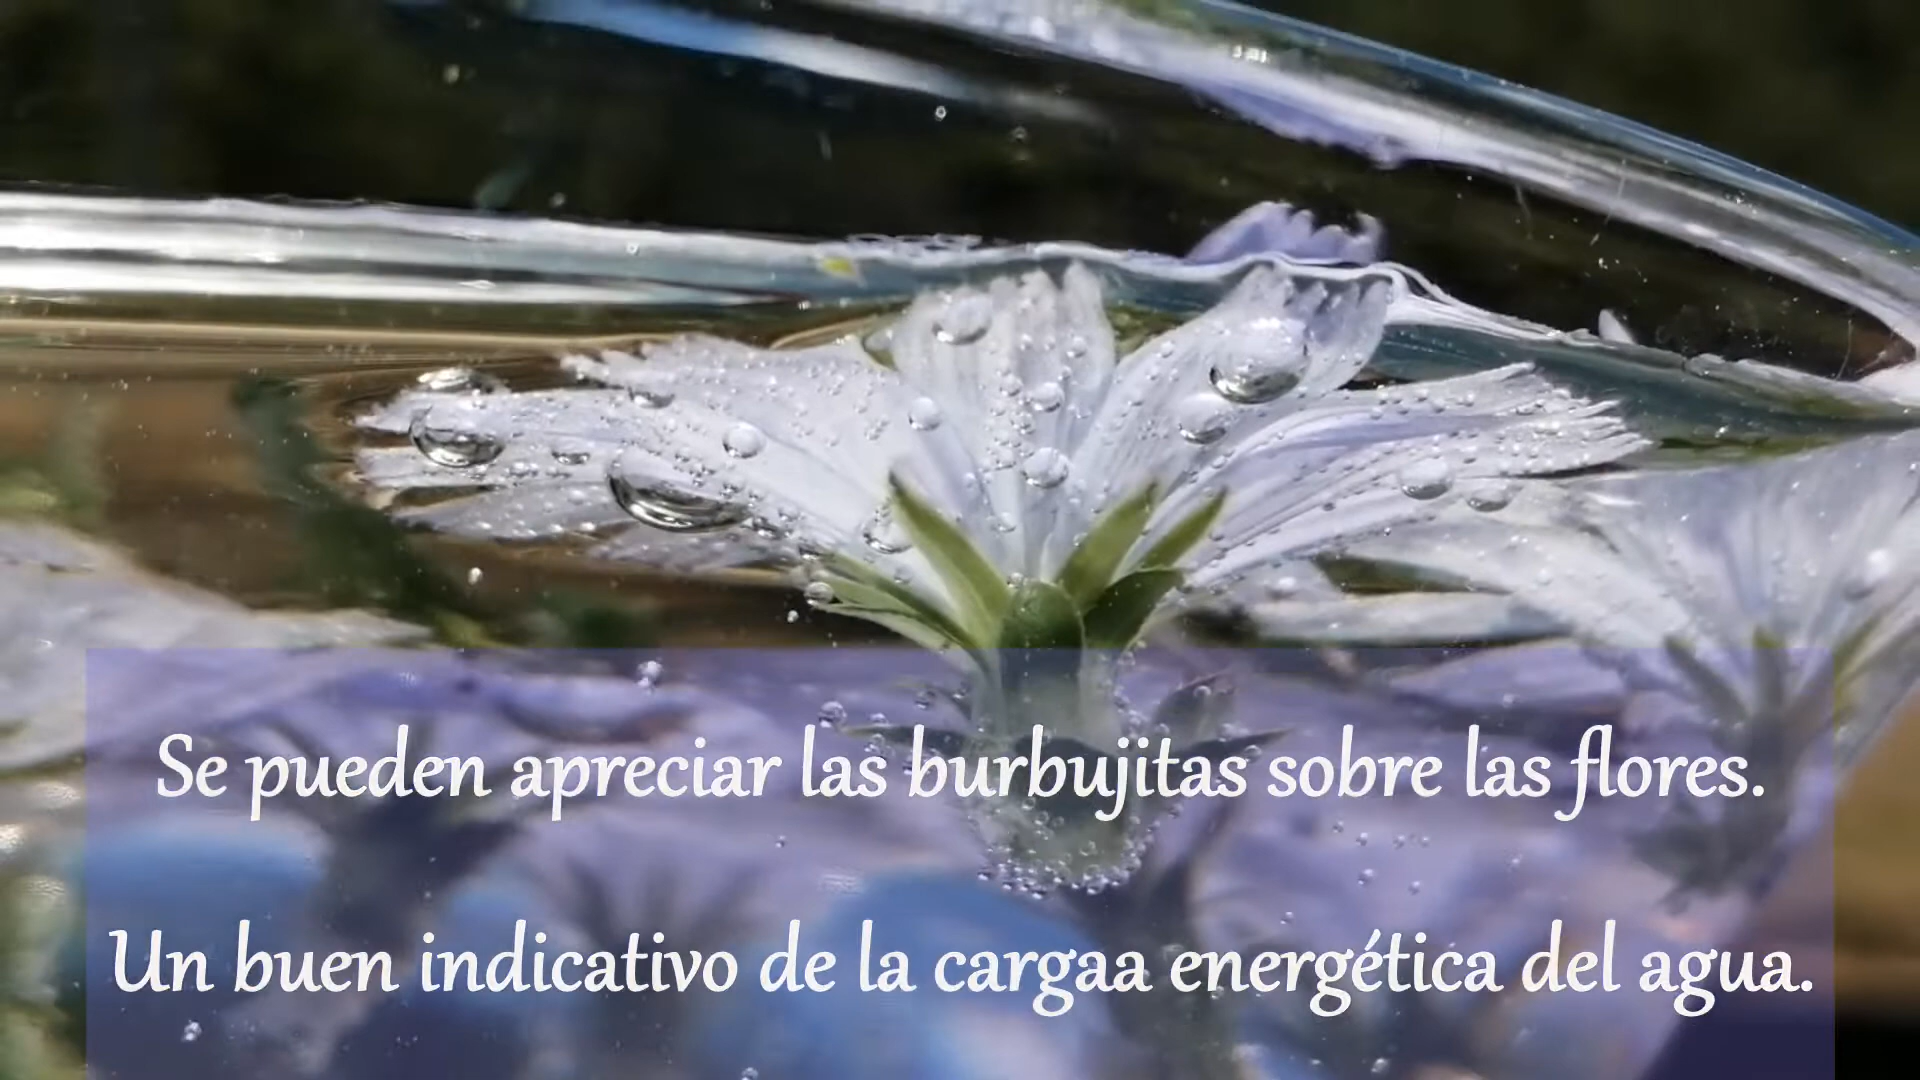 Se pueden apreciar las burbujitas sobre las flores.
Un buen indicativo de la cargaa energética del agua.